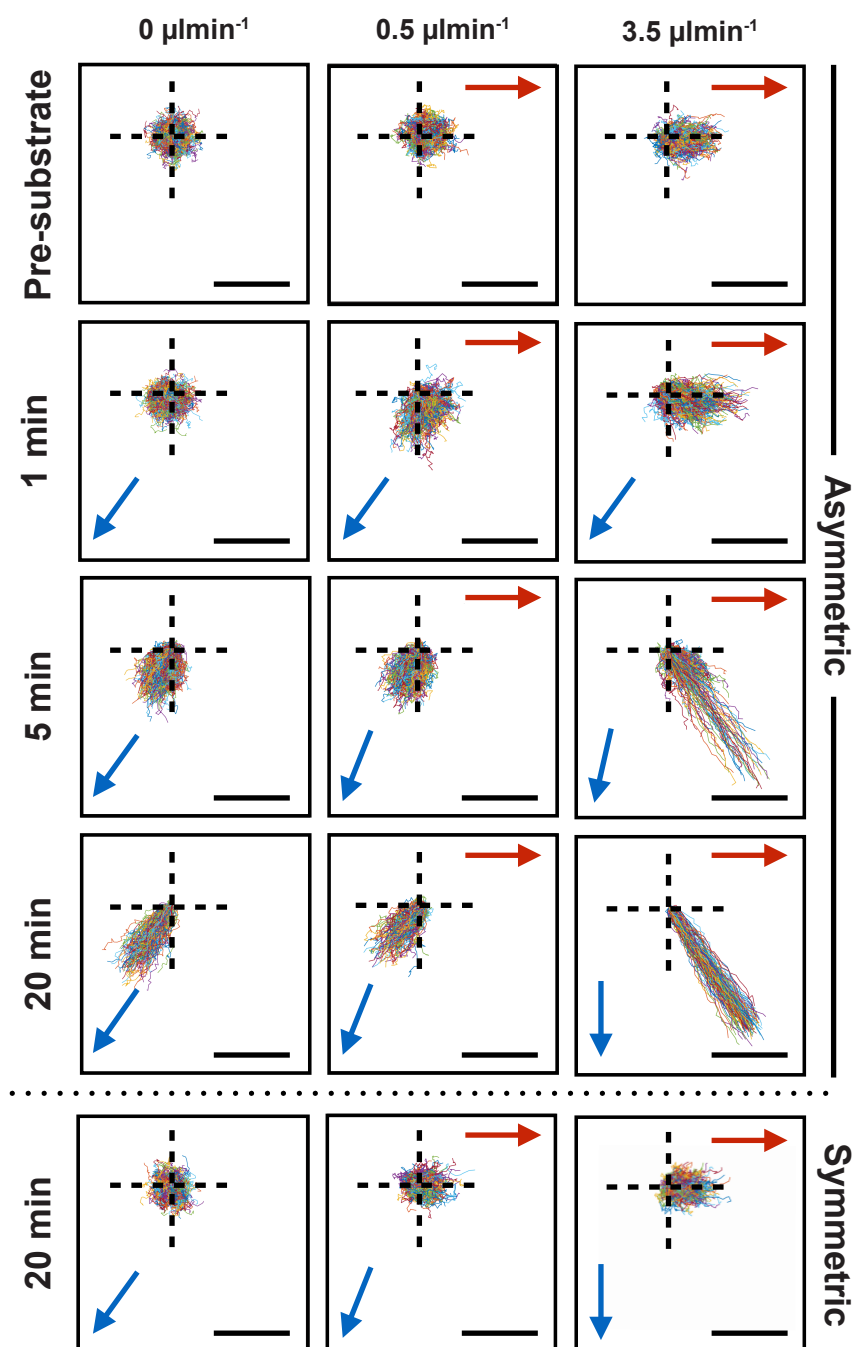 0 µlmin⁻¹
0.5 µlmin⁻¹
3.5 µlmin⁻¹
Pre-substrate
1 min
5 min
20 min
Asymmetric
20 min
Symmetric